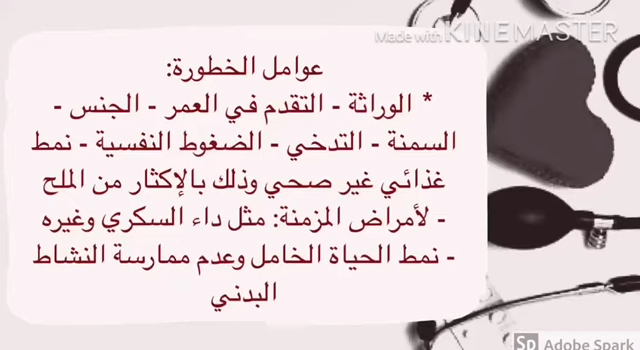 Made with KINEMASTER
عوامل الخطورة:
* الوراثة - التقدم في العمر - الجنس -
السمنة - التدخي - الضغوط النفسية - نمط
غذائي غير صحي وذلك بالإكثار من الملح
- لأمراض المزمنة: مثل داء السكري وغيره
- نمط الحياة الخامل وعدم ممارسة النشاط
البدني
Sp Adobe Spark